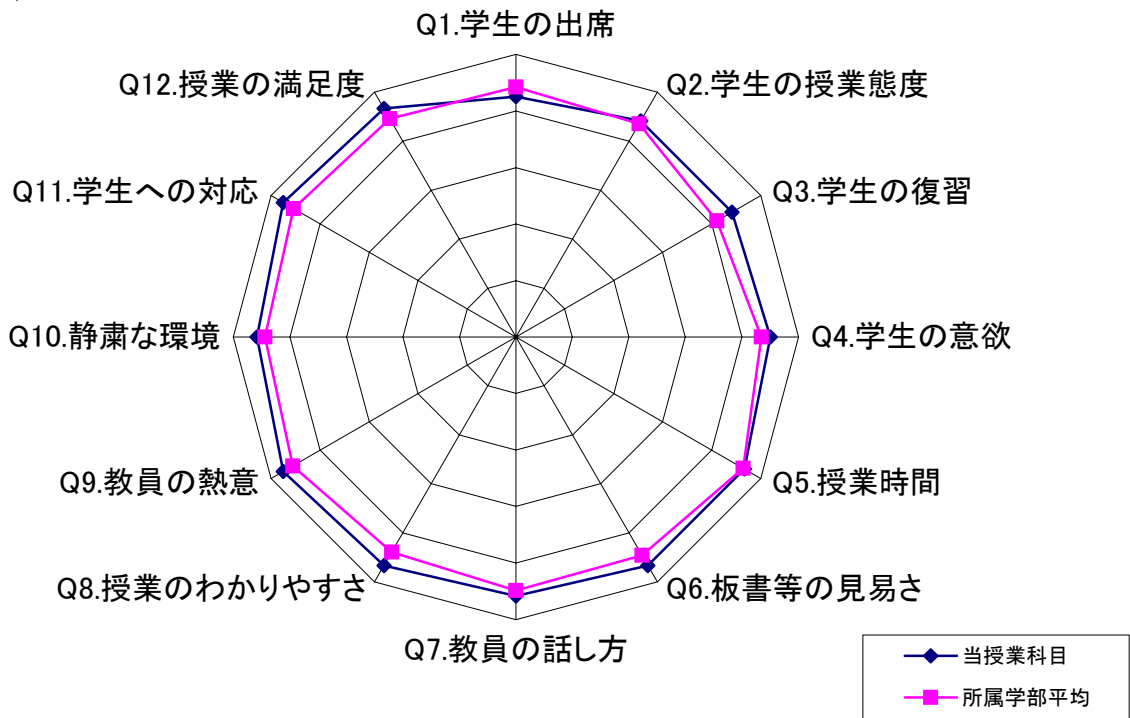 Q1.学生の出席
Q2.学生の授業態度
Q3.学生の復習
Q4.学生の意欲
Q5.授業時間
Q6.板書等の見易さ
Q7.教員の話し方
Q8.授業のわかりやすさ
Q9.教員の熱意
Q10.静粛な環境
Q11.学生への対応
Q12.授業の満足度
当授業科目
所属学部平均